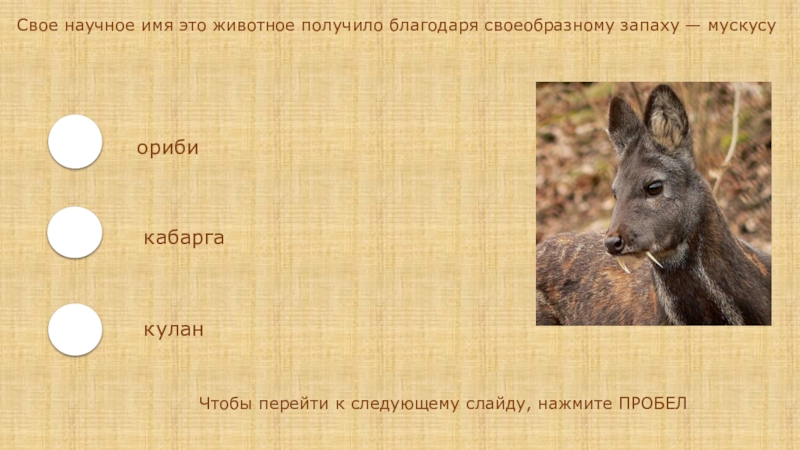 Свое научное имя это животное получило благодаря своеобразному запаху — мускусу
ориби
кабарга
кулан
Чтобы перейти к следующему слайду, нажмите ПРОБЕЛ